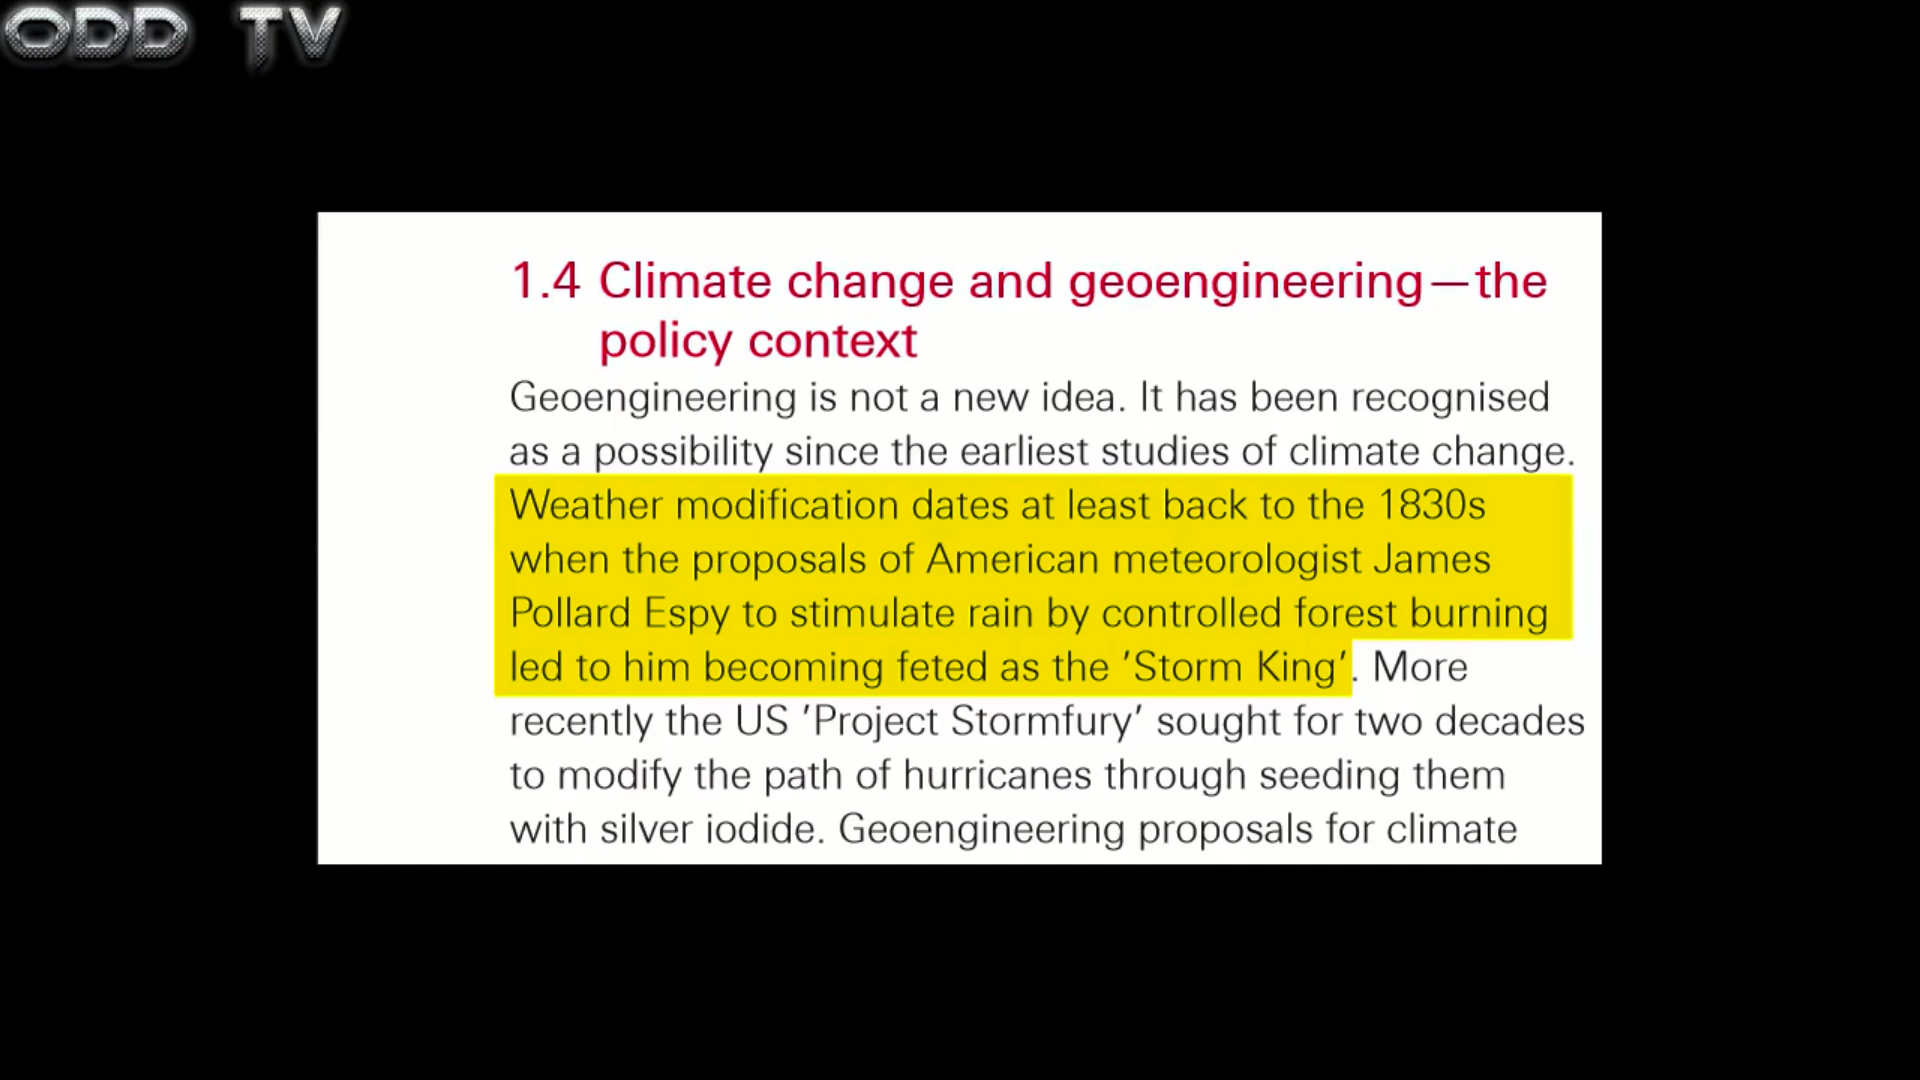 ODD TV
1.4 Climate change and geoengineering—the
policy context
Geoengineering is not a new idea. It has been recognised
as a possibility since the earliest studies of climate change.
Weather modification dates at least back to the 1830s
when the proposals of American meteorologist James
Pollard Espy to stimulate rain by controlled forest burning
led to him becoming feted as the ’Storm King’. More
recently the US ’Project Stormfury’ sought for two decades
to modify the path of hurricanes through seeding them
with silver iodide. Geoengineering proposals for climate